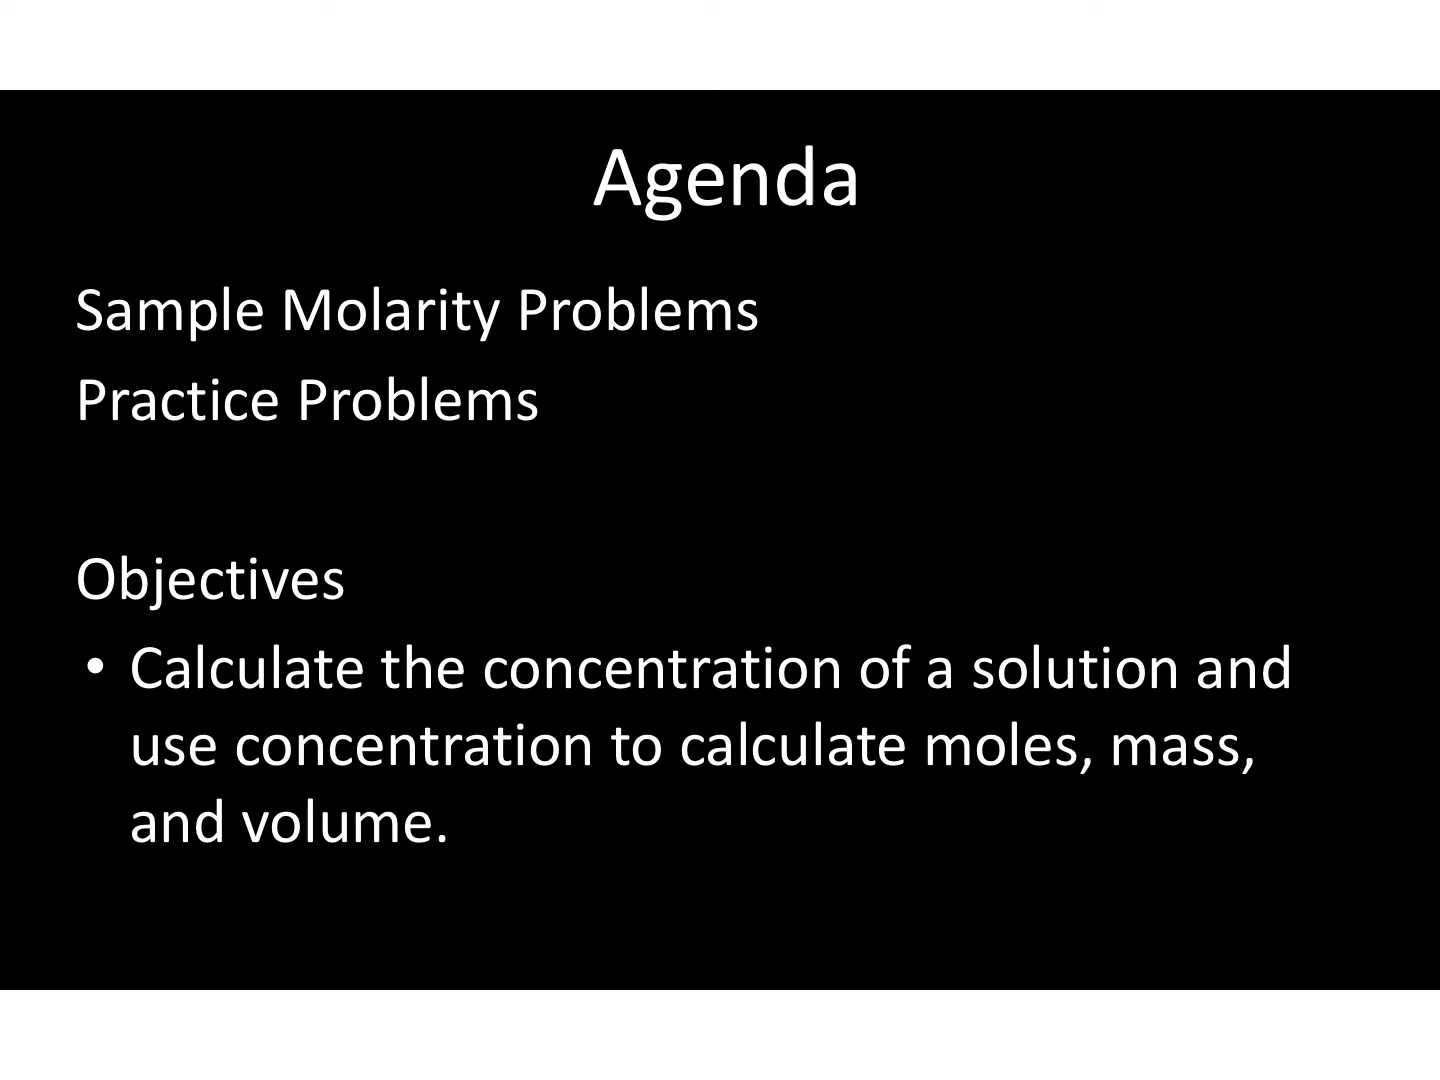 Agenda
Sample Molarity Problems
Practice Problems
Objectives
• Calculate the concentration of a solution and
use concentration to calculate moles, mass,
and volume.